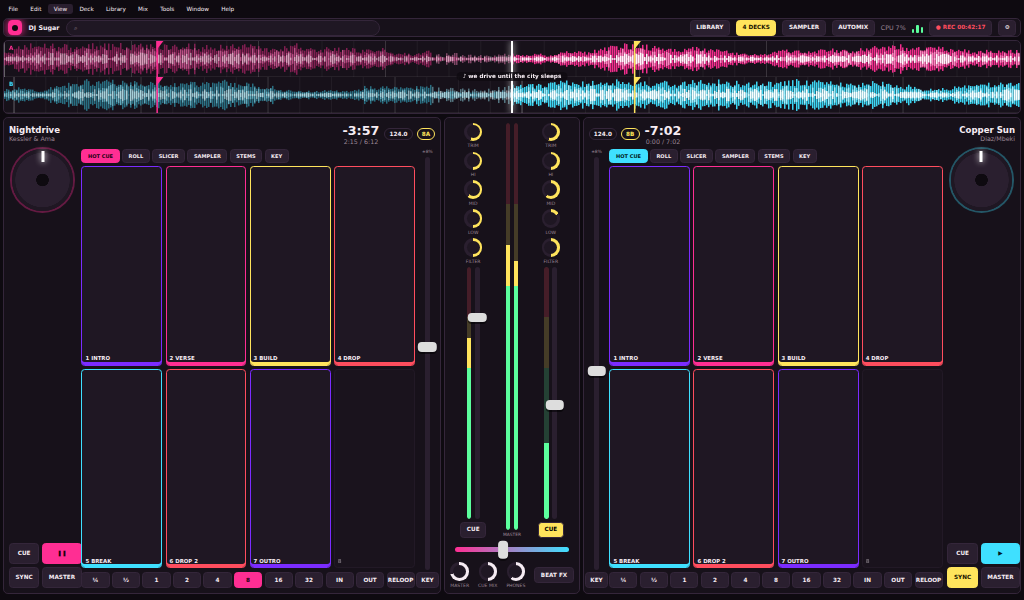 File Edit View Deck Library Mix Tools Window Help
DJ Sugar
LIBRARY 4 DECKS SAMPLER AUTOMIX CPU 7% ● REC 00:42:17 ⚙
A
♪ we drive until the city sleeps
B
Nightdrive
Kessler & Ama
-3:57
2:15 / 6:12
124.0 8A
HOT CUE ROLL SLICER SAMPLER STEMS KEY
±8%
1 INTRO 2 VERSE 3 BUILD 4 DROP
5 BREAK 6 DROP 2 7 OUTRO 8
CUE ❚❚
SYNC MASTER
¼ ½ 1 2 4 8 16 32 IN OUT RELOOP KEY
TRIM TRIM
HI HI
MID MID
LOW LOW
FILTER FILTER
CUE MASTER CUE
MASTER CUE MIX PHONES BEAT FX
124.0 8B
-7:02
0:00 / 7:02
Copper Sun
Diaz/Mbeki
±8%
HOT CUE ROLL SLICER SAMPLER STEMS KEY
1 INTRO 2 VERSE 3 BUILD 4 DROP
5 BREAK 6 DROP 2 7 OUTRO 8
CUE ▶
SYNC MASTER
KEY ¼ ½ 1 2 4 8 16 32 IN OUT RELOOP